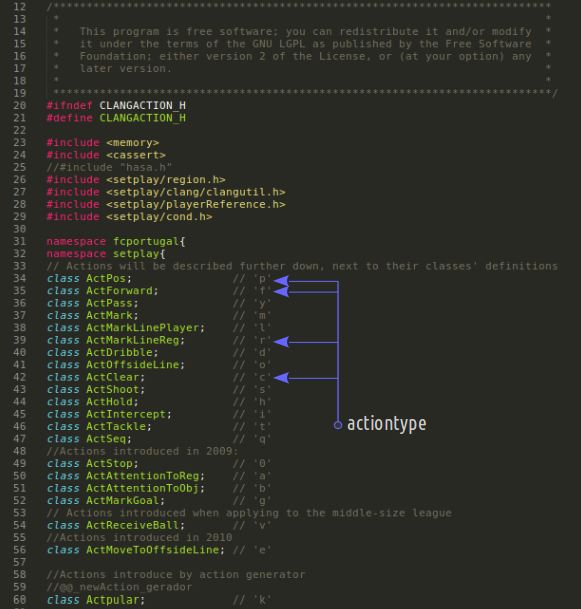 12 /****************************************************************************
13 * *
14 * This program is free software; you can redistribute it and/or modify *
15 * it under the terms of the GNU LGPL as published by the Free Software *
16 * Foundation; either version 2 of the License, or (at your option) any *
17 * later version. *
18 * *
19 ****************************************************************************/
20 #ifndef CLANGACTION_H
21 #define CLANGACTION_H
22
23 #include <memory>
24 #include <cassert>
25 //#include "hasa.h"
26 #include <setplay/region.h>
27 #include <setplay/clang/clangutil.h>
28 #include <setplay/playerReference.h>
29 #include <setplay/cond.h>
30
31 namespace fcportugal{
32 namespace setplay{
33 // Actions will be described further down, next to their classes' definitions
34 class ActPos; // 'p'
35 class ActForward; // 'f'
36 class ActPass; // 'y'
37 class ActMark; // 'm'
38 class ActMarkLinePlayer; // 'l'
39 class ActMarkLineReg; // 'r'
40 class ActDribble; // 'd'
41 class ActOffsideLine; // 'o'
42 class ActClear; // 'c'
43 class ActShoot; // 's'
44 class ActHold; // 'h'
45 class ActIntercept; // 'i'
46 class ActTackle; // 't'
47 class ActSeq; // 'q'
48 //Actions introduced in 2009:
49 class ActStop; // '0'
50 class ActAttentionToReg; // 'a'
51 class ActAttentionToObj; // 'b'
52 class ActMarkGoal; // 'g'
53 // Actions introduced when applying to the middle-size league
54 class ActReceiveBall; // 'v'
55 //Actions introduced in 2010
56 class ActMoveToOffsideLine; // 'e'
57
58 //Actions introduce by action generator
59 //@@_newAction_gerador
60 class Actpular; // 'k'
actiontype